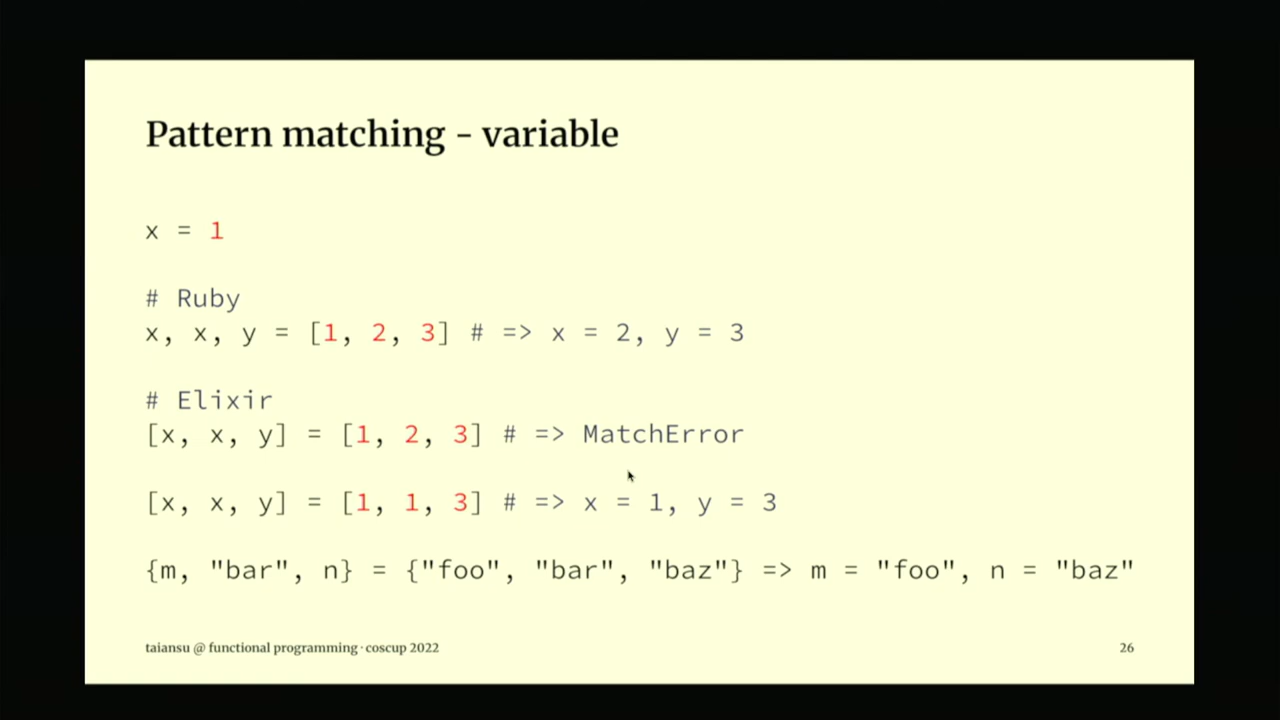 Pattern matching - variable
x = 1
# Ruby
x, x, y = [1, 2, 3] # => x = 2, y = 3
# Elixir
[x, x, y] = [1, 2, 3] # => MatchError
[x, x, y] = [1, 1, 3] # => x = 1, y = 3
{m, "bar", n} = {"foo", "bar", "baz"} => m = "foo", n = "baz"
taiansu @ functional programming · coscup 2022
26